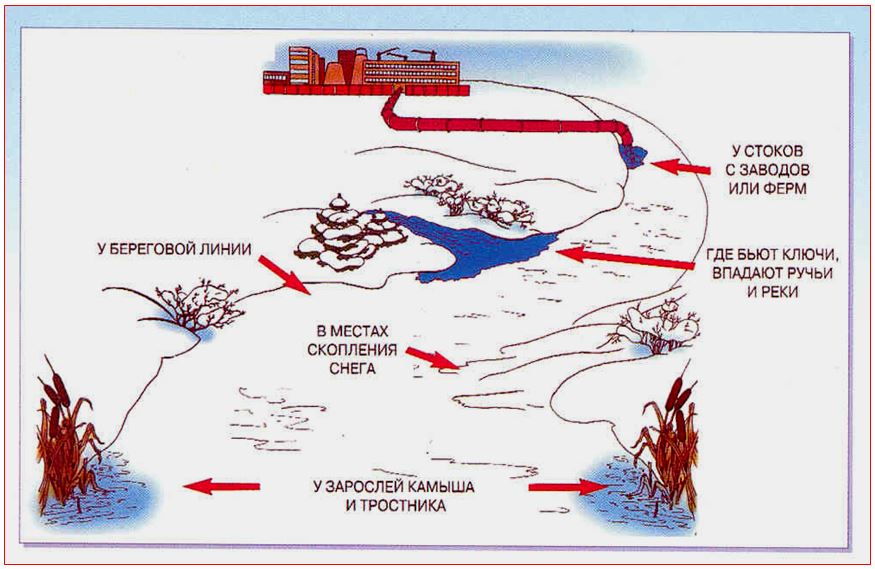 У СТОКОВ
С ЗАВОДОВ
ИЛИ ФЕРМ
У БЕРЕГОВОЙ ЛИНИИ
ГДЕ БЬЮТ КЛЮЧИ,
ВПАДАЮТ РУЧЬИ
И РЕКИ
В МЕСТАХ
СКОПЛЕНИЯ
СНЕГА
У ЗАРОСЛЕЙ КАМЫША
И ТРОСТНИКА